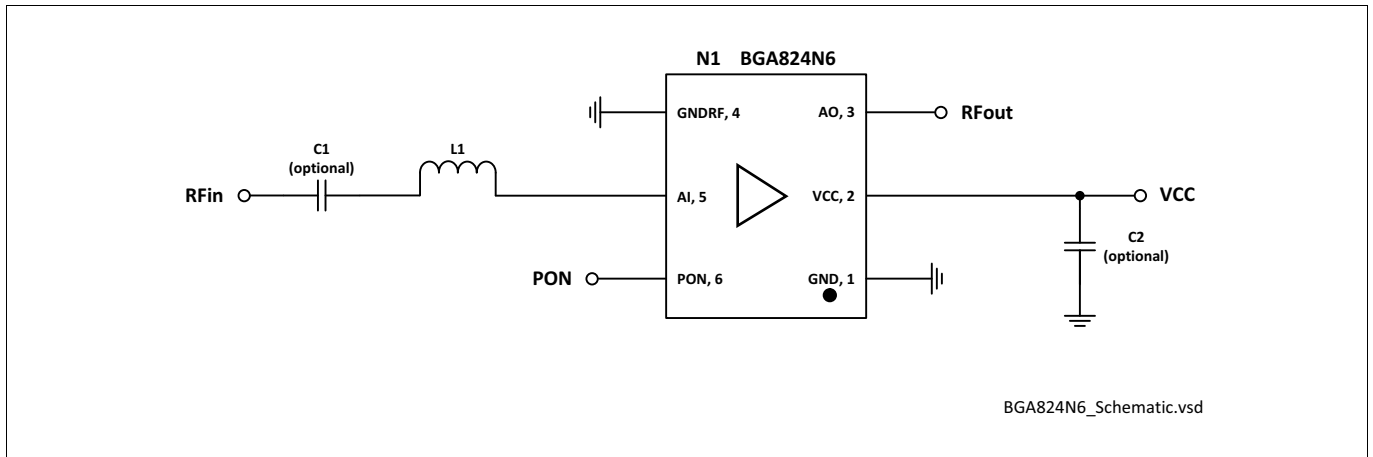 N1 BGA824N6
GNDRF, 4
AO, 3
RFout
C1
(optional)
L1
RFin
AI, 5
VCC, 2
VCC
C2
(optional)
PON
PON, 6
GND, 1
BGA824N6_Schematic.vsd